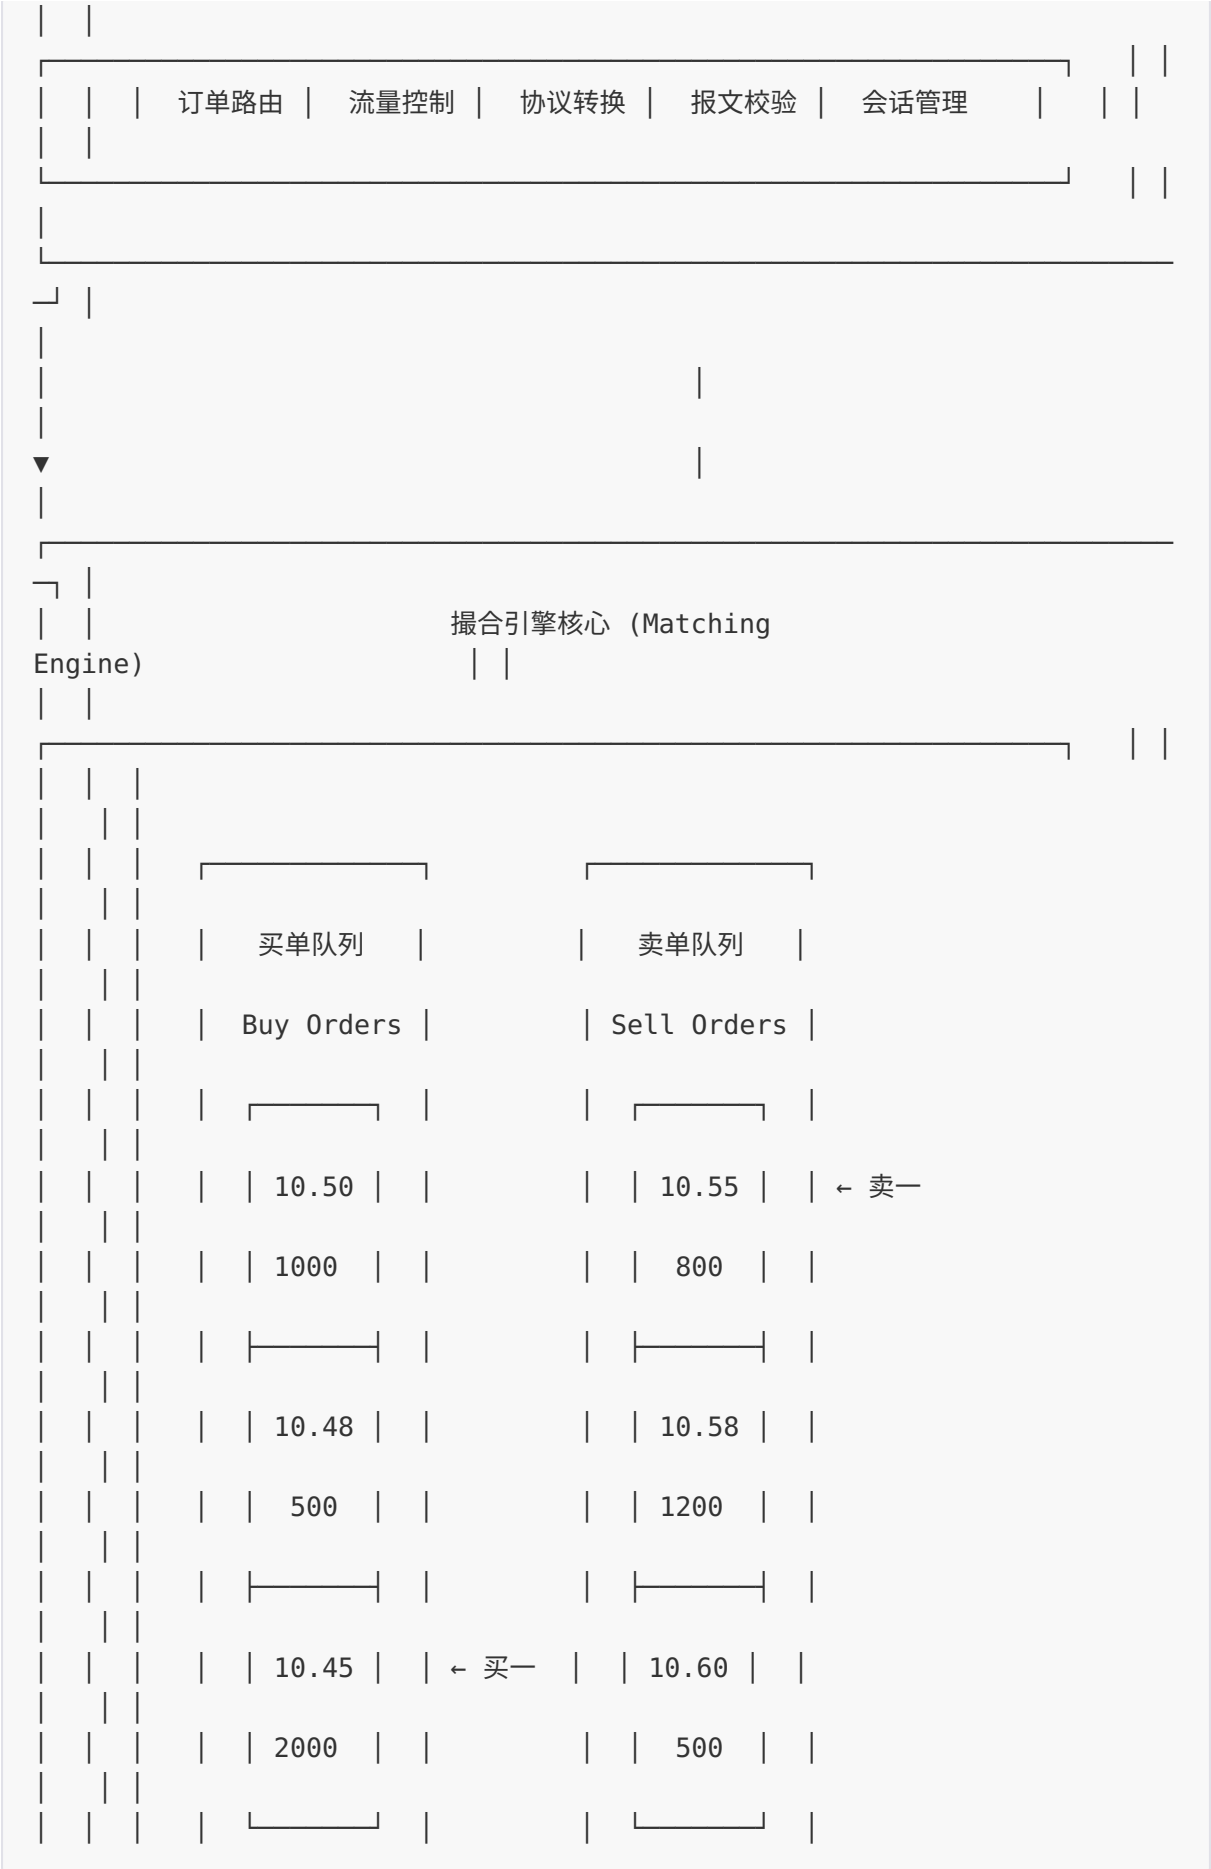 订单路由 │ 流量控制 │ 协议转换 │ 报文校验 │ 会话管理
撮合引擎核心 (Matching
Engine)
买单队列 卖单队列
Buy Orders Sell Orders
10.50 10.55 ← 卖一
1000 800
10.48 10.58
500 1200
10.45 ← 买一 10.60
2000 500